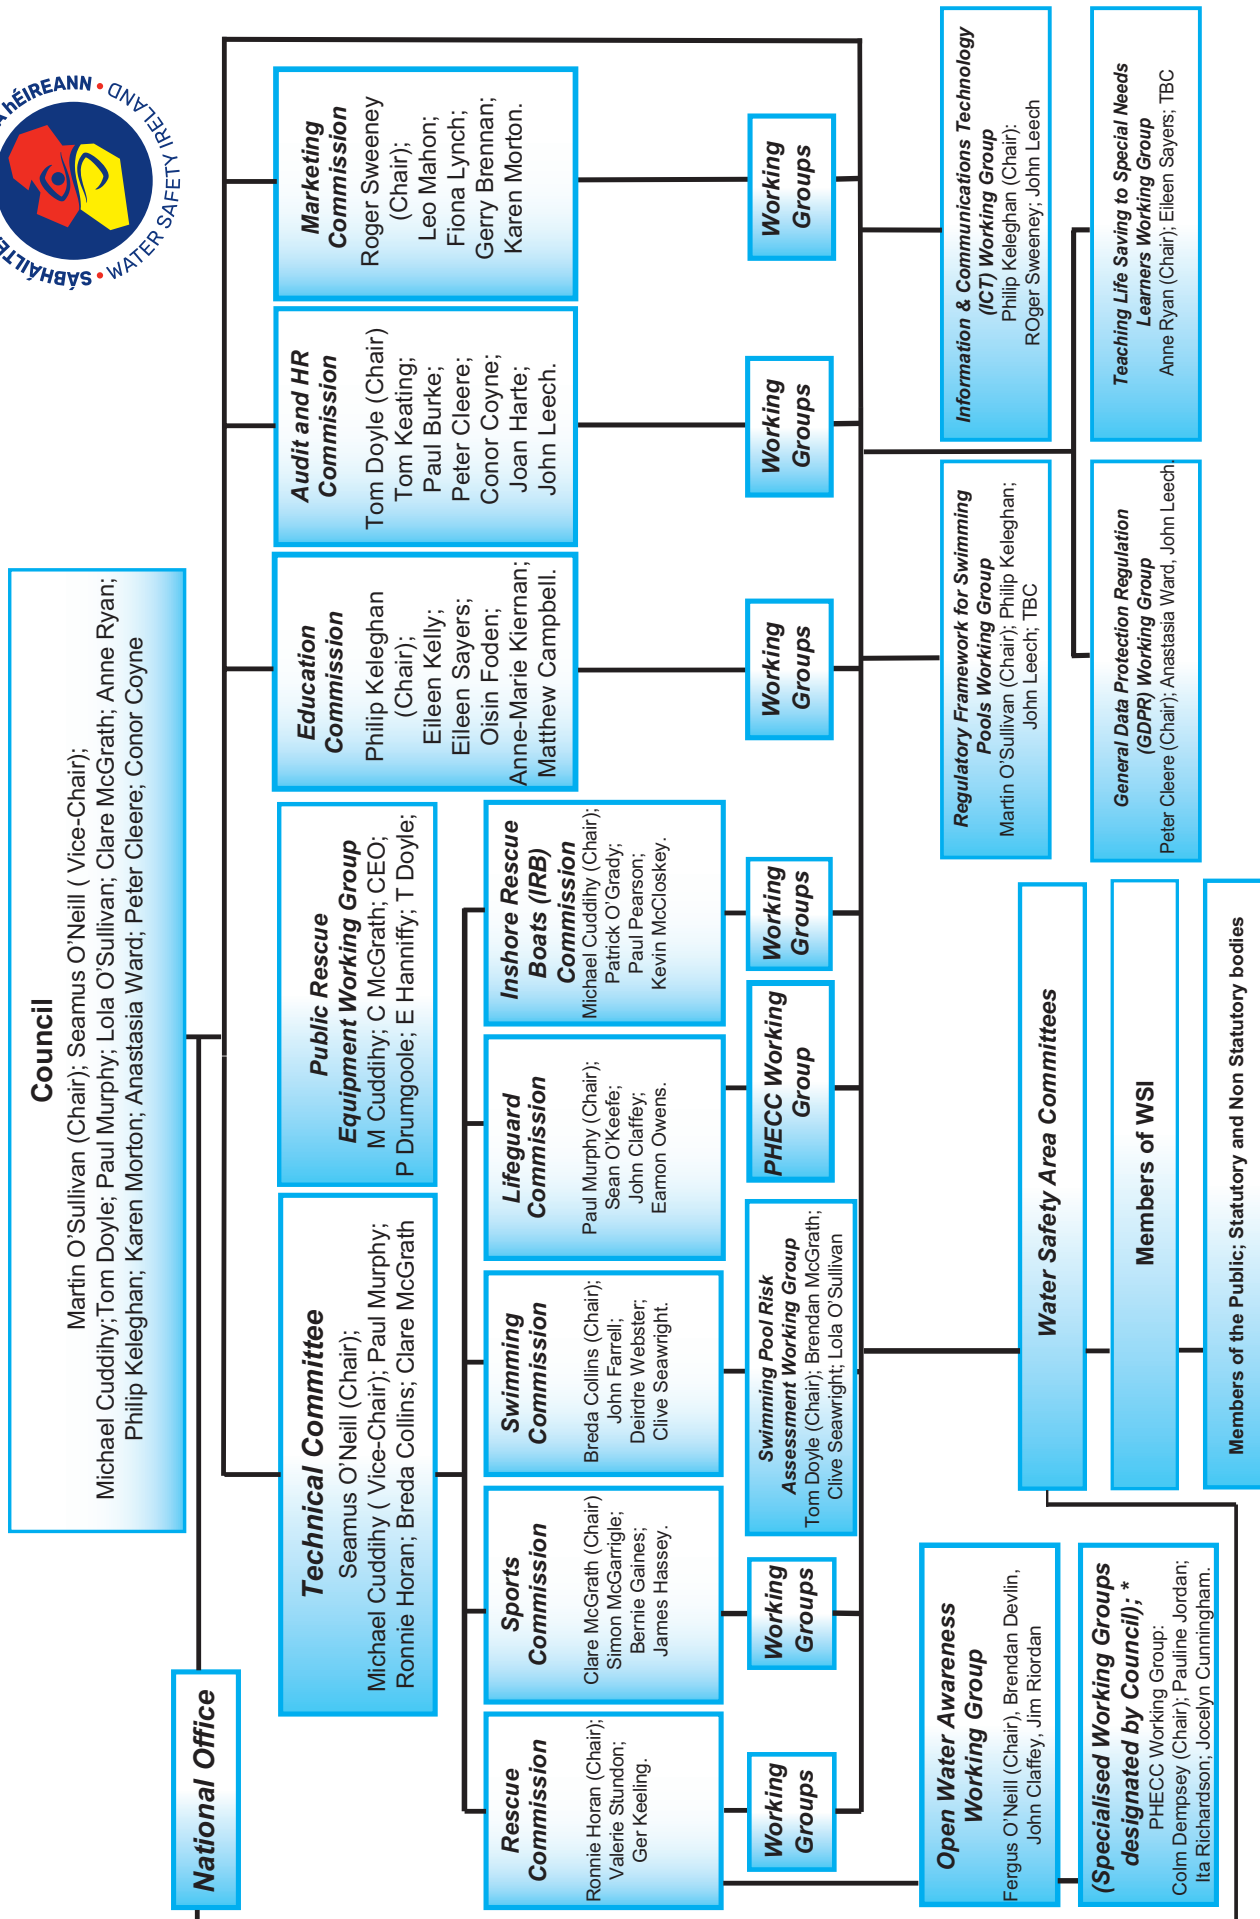 SÁBHÁILTE
A hÉIREANN • WATER SAFETY IRELAND •
Council
Martin O'Sullivan (Chair); Seamus O'Neill ( Vice-Chair);
Michael Cuddihy;Tom Doyle; Paul Murphy; Lola O'Sullivan; Clare McGrath; Anne Ryan;
Philip Keleghan; Karen Morton; Anastasia Ward; Peter Cleere; Conor Coyne
National Office
Technical Committee
Seamus O'Neill (Chair);
Michael Cuddihy ( Vice-Chair); Paul Murphy;
Ronnie Horan; Breda Collins; Clare McGrath
Public Rescue
Equipment Working Group
M Cuddihy; C McGrath; CEO;
P Drumgoole; E Hanniffy; T Doyle;
Education
Commission
Philip Keleghan
(Chair);
Eileen Kelly;
Eileen Sayers;
Oisin Foden;
Anne-Marie Kiernan;
Matthew Campbell.
Audit and HR
Commission
Tom Doyle (Chair)
Tom Keating;
Paul Burke;
Peter Cleere;
Conor Coyne;
Joan Harte;
John Leech.
Marketing
Commission
Roger Sweeney
(Chair);
Leo Mahon;
Fiona Lynch;
Gerry Brennan;
Karen Morton.
Rescue
Commission
Ronnie Horan (Chair);
Valerie Stundon;
Ger Keeling.
Sports
Commission
Clare McGrath (Chair)
Simon McGarrigle;
Bernie Gaines;
James Hassey.
Swimming
Commission
Breda Collins (Chair);
John Farrell;
Deirdre Webster;
Clive Seawright.
Lifeguard
Commission
Paul Murphy (Chair);
Sean O'Keefe;
John Claffey;
Eamon Owens.
Inshore Rescue
Boats (IRB)
Commission
Michael Cuddihy (Chair);
Patrick O'Grady;
Paul Pearson;
Kevin McCloskey.
Working
Groups
Working
Groups
Swimming Pool Risk
Assessment Working Group
Tom Doyle (Chair); Brendan McGrath;
Clive Seawright; Lola O'Sullivan
PHECC Working
Group
Working
Groups
Working
Groups
Working
Groups
Working
Groups
Open Water Awareness
Working Group
Fergus O'Neill (Chair), Brendan Devlin,
John Claffey, Jim Riordan
(Specialised Working Groups
designated by Council); *
PHECC Working Group:
Colm Dempsey (Chair); Pauline Jordan;
Ita Richardson; Jocelyn Cunningham.
Water Safety Area Committees
Members of WSI
Members of the Public; Statutory and Non Statutory bodies
Regulatory Framework for Swimming
Pools Working Group
Martin O'Sullivan (Chair); Philip Keleghan;
John Leech; TBC
Information & Communications Technology
(ICT) Working Group
Philip Keleghan (Chair):
ROger Sweeney; John Leech
General Data Protection Regulation
(GDPR) Working Group
Peter Cleere (Chair); Anastasia Ward, John Leech.
Teaching Life Saving to Special Needs
Learners Working Group
Anne Ryan (Chair); Eileen Sayers; TBC